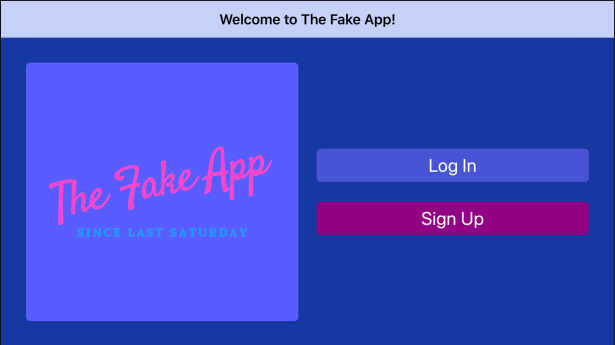 Welcome to The Fake App!
The Fake App
SINCE LAST SATURDAY
Log In
Sign Up